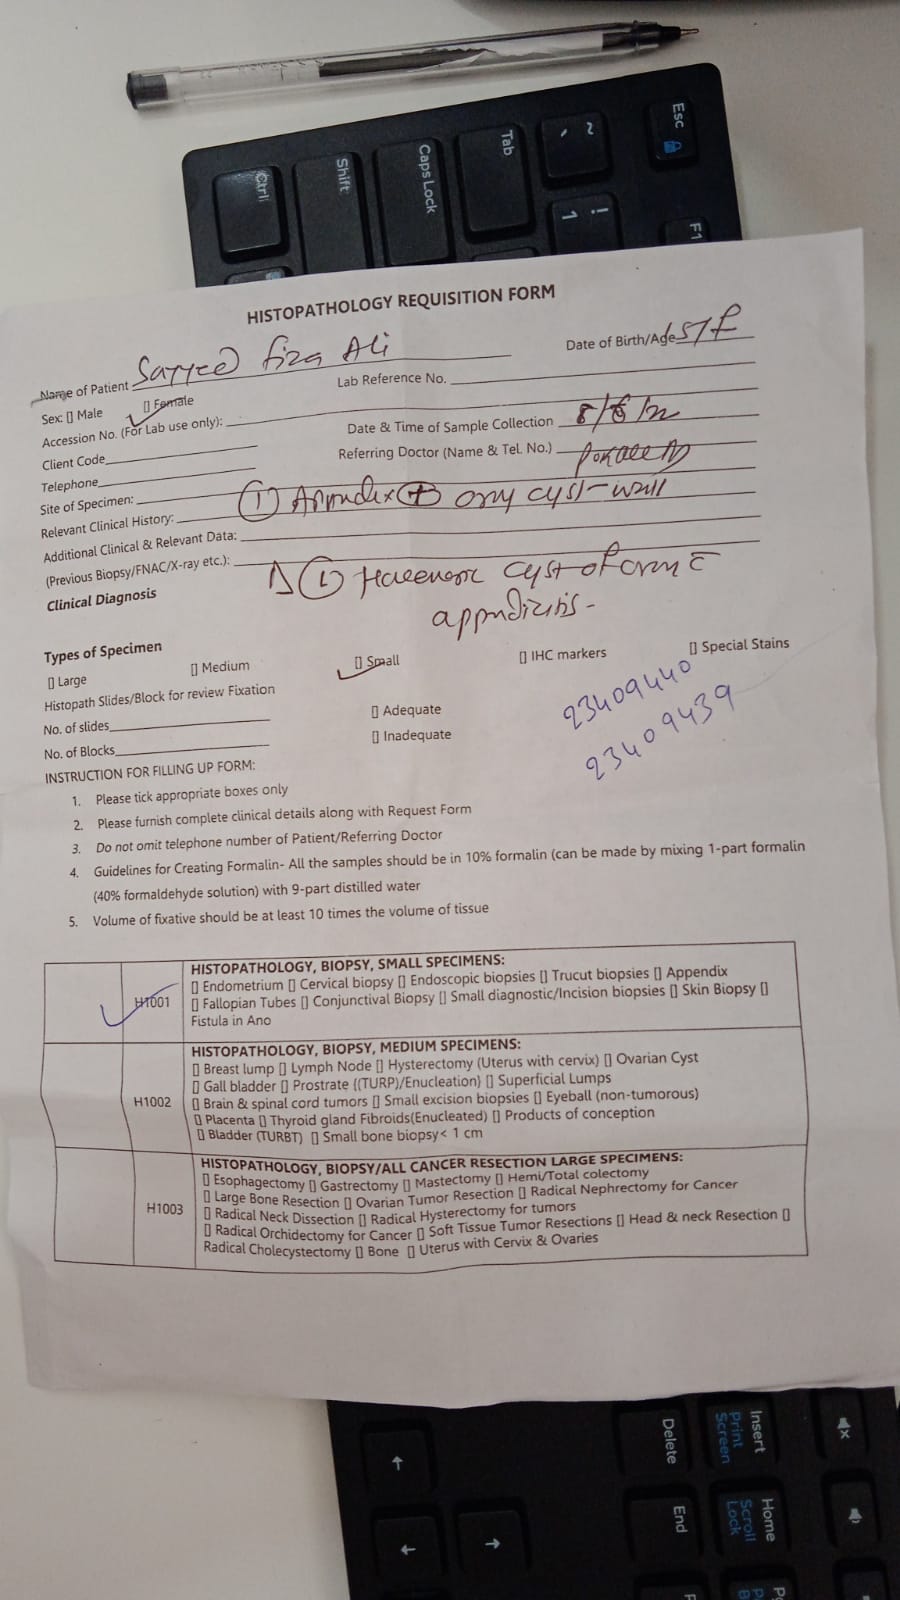 HISTOPATHOLOGY REQUISITION FORM
Name of Patient Sayyed Fiza Ali Date of Birth/Age
Sex: [] Male [] Female Lab Reference No.
Accession No. (For Lab use only):
Client Code Date & Time of Sample Collection
Telephone Referring Doctor (Name & Tel. No.)
Site of Specimen:
Relevant Clinical History: ① Appendix ⊕ cyst-wall
Additional Clinical & Relevant Data:
(Previous Biopsy/FNAC/X-ray etc.):
Clinical Diagnosis
appendicitis-
Types of Specimen
[] Large [] Medium [] Small [] IHC markers [] Special Stains
Histopath Slides/Block for review Fixation
No. of slides [] Adequate 23409440
No. of Blocks [] Inadequate 23409439
INSTRUCTION FOR FILLING UP FORM:
1. Please tick appropriate boxes only
2. Please furnish complete clinical details along with Request Form
3. Do not omit telephone number of Patient/Referring Doctor
4. Guidelines for Creating Formalin- All the samples should be in 10% formalin (can be made by mixing 1-part formalin
(40% formaldehyde solution) with 9-part distilled water
5. Volume of fixative should be at least 10 times the volume of tissue
HISTOPATHOLOGY, BIOPSY, SMALL SPECIMENS:
H1001 [] Endometrium [] Cervical biopsy [] Endoscopic biopsies [] Trucut biopsies [] Appendix
[] Fallopian Tubes [] Conjunctival Biopsy [] Small diagnostic/Incision biopsies [] Skin Biopsy []
Fistula in Ano
HISTOPATHOLOGY, BIOPSY, MEDIUM SPECIMENS:
[] Breast lump [] Lymph Node [] Hysterectomy (Uterus with cervix) [] Ovarian Cyst
[] Gall bladder [] Prostrate ((TURP)/Enucleation) [] Superficial Lumps
H1002 [] Brain & spinal cord tumors [] Small excision biopsies [] Eyeball (non-tumorous)
[] Placenta [] Thyroid gland Fibroids(Enucleated) [] Products of conception
[] Bladder (TURBT) [] Small bone biopsy< 1 cm
HISTOPATHOLOGY, BIOPSY/ALL CANCER RESECTION LARGE SPECIMENS:
[] Esophagectomy [] Gastrectomy [] Mastectomy [] Hemi/Total colectomy
[] Large Bone Resection [] Ovarian Tumor Resection [] Radical Nephrectomy for Cancer
H1003 [] Radical Neck Dissection [] Radical Hysterectomy for tumors
[] Radical Orchidectomy for Cancer [] Soft Tissue Tumor Resections [] Head & neck Resection []
Radical Cholecystectomy [] Bone [] Uterus with Cervix & Ovaries
Esc
F1
~
`
!
1
Tab
Caps Lock
Shift
Ctrl
Delete
End
Insert
Print Screen
Home
Scroll Lock